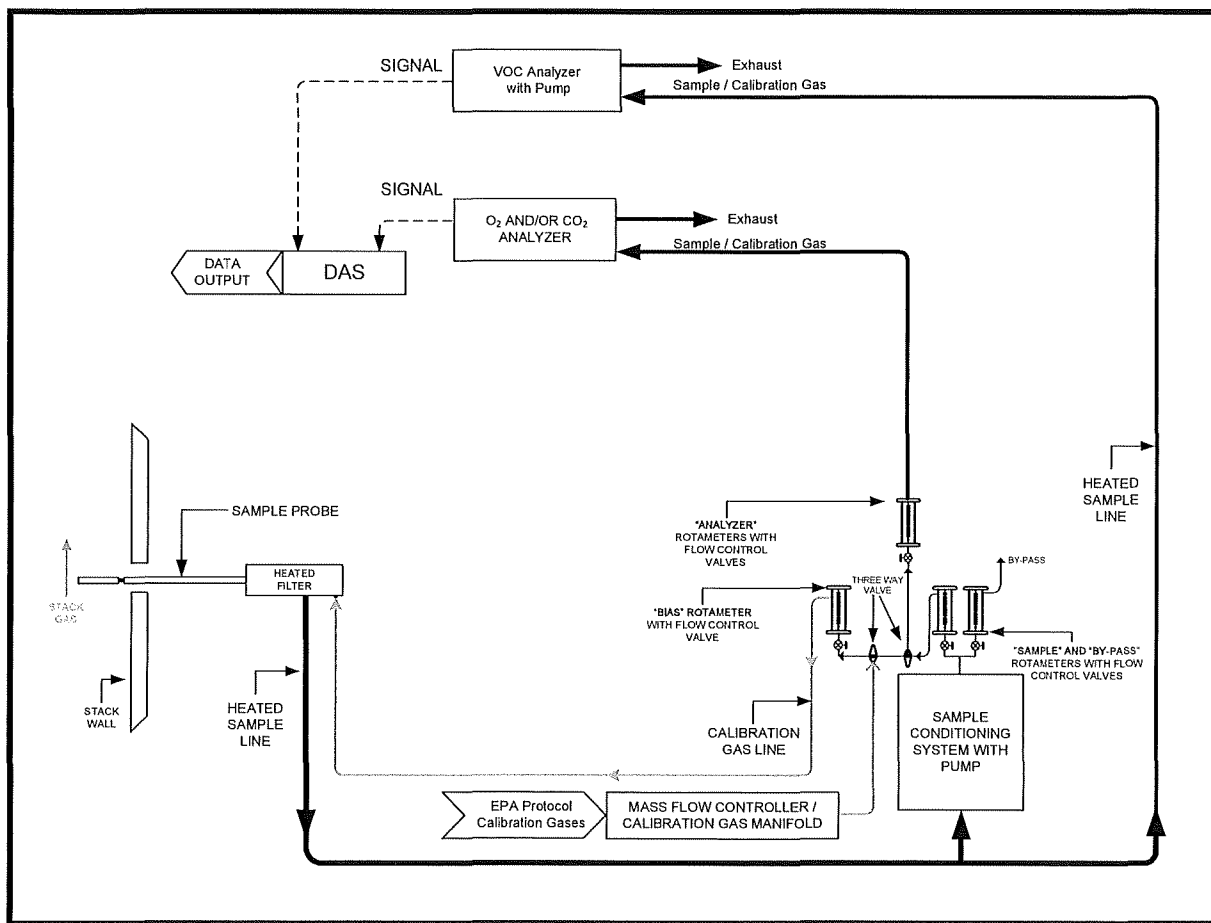 SIGNAL
VOC Analyzer
with Pump
Exhaust
Sample / Calibration Gas
SIGNAL
O₂ AND/OR CO₂
ANALYZER
Exhaust
Sample / Calibration Gas
DATA
OUTPUT
DAS
SAMPLE PROBE
HEATED
FILTER
STACK
GAS
STACK
WALL
HEATED
SAMPLE
LINE
"ANALYZER"
ROTAMETERS WITH
FLOW CONTROL
VALVES
HEATED
SAMPLE
LINE
BY-PASS
THREE WAY
VALVE
"BIAS" ROTAMETER
WITH FLOW CONTROL
VALVE
"SAMPLE" AND "BY-PASS"
ROTAMETERS WITH FLOW
CONTROL VALVES
CALIBRATION
GAS LINE
SAMPLE
CONDITIONING
SYSTEM WITH
PUMP
EPA Protocol
Calibration Gases
MASS FLOW CONTROLLER /
CALIBRATION GAS MANIFOLD